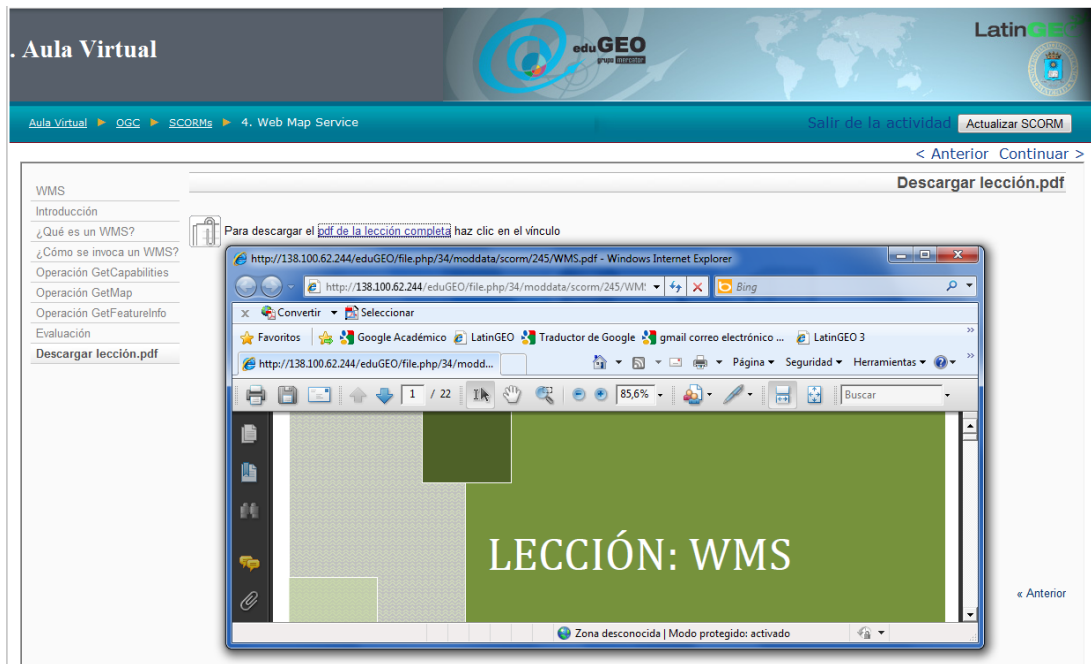 . Aula Virtual
eduGEO
grupo mercator
LatinGEO
Aula Virtual ► OGC ► SCORMs ► 4. Web Map Service
Salir de la actividad Actualizar SCORM
< Anterior Continuar >
Descargar lección.pdf
WMS
Introducción
¿Qué es un WMS?
¿Cómo se invoca un WMS?
Operación GetCapabilities
Operación GetMap
Operación GetFeatureInfo
Evaluación
Descargar lección.pdf
Para descargar el pdf de la lección completa haz clic en el vínculo
http://138.100.62.244/eduGEO/file.php/34/moddata/scorm/245/WMS.pdf - Windows Internet Explorer
http://138.100.62.244/eduGEO/file.php/34/moddata/scorm/245/WM Bing
x Convertir Seleccionar
Favoritos Google Académico LatinGEO Traductor de Google gmail correo electrónico ... LatinGEO 3 »
http://138.100.62.244/eduGEO/file.php/34/modd... Página Seguridad Herramientas »
1 / 22 85,6% Buscar
LECCIÓN: WMS
« Anterior
Zona desconocida | Modo protegido: activado